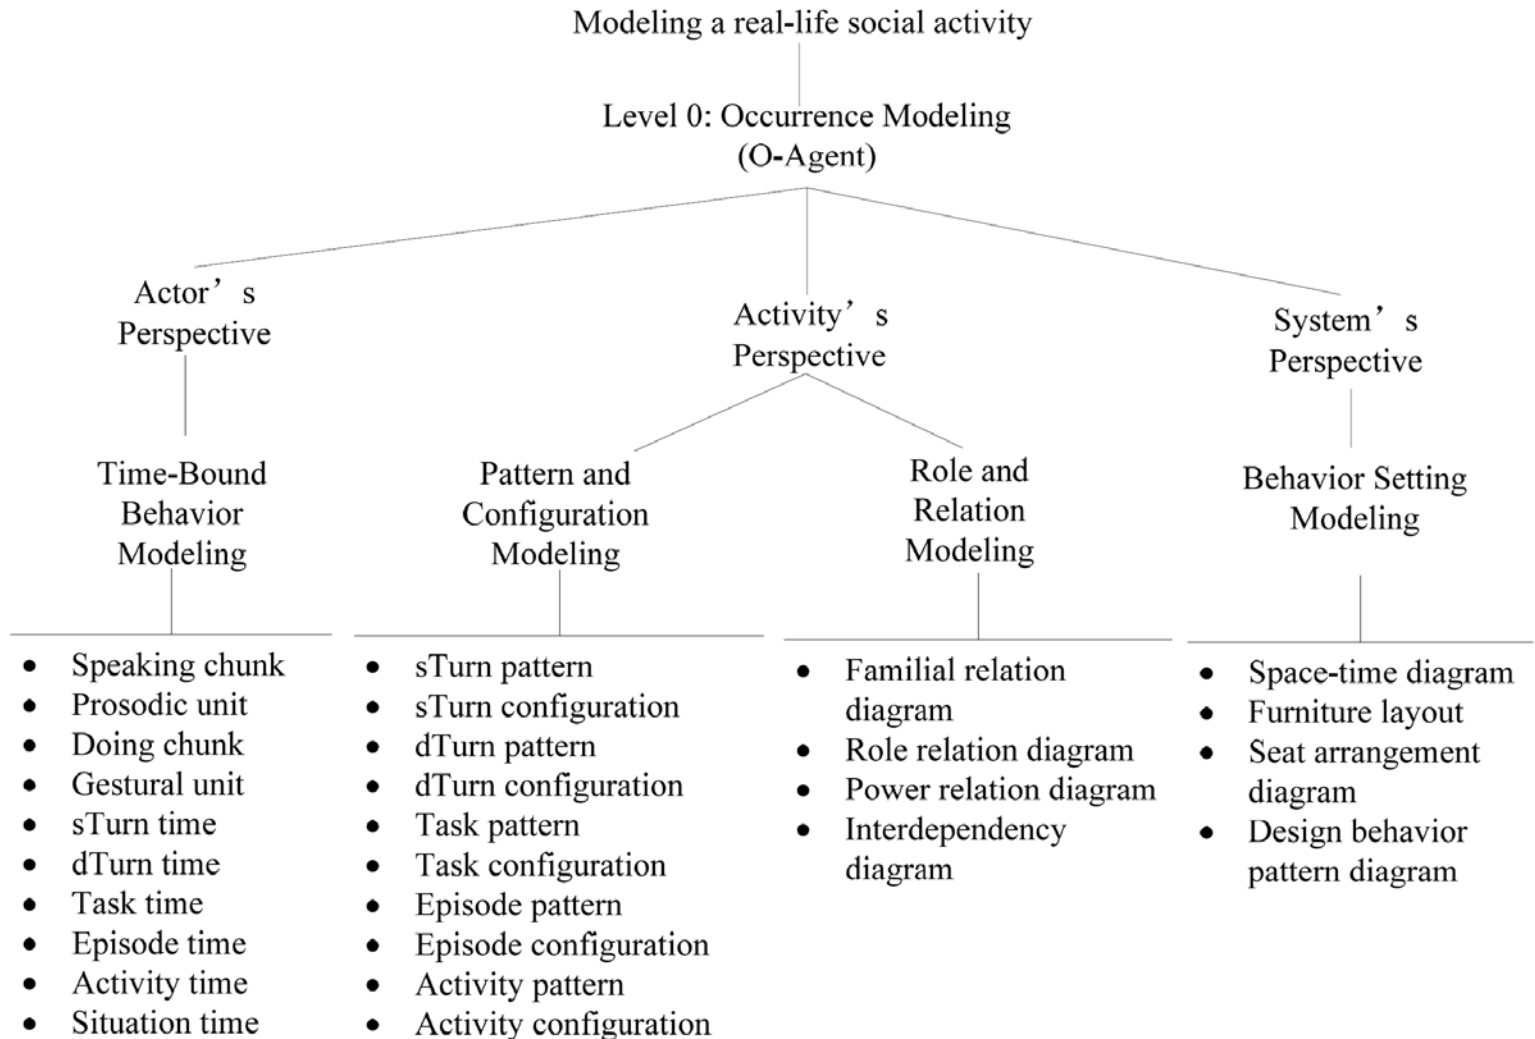 Modeling a real-life social activity
Level 0: Occurrence Modeling
(O-Agent)
Actor’s
Perspective
Activity’s
Perspective
System’s
Perspective
Time-Bound
Behavior
Modeling
Pattern and
Configuration
Modeling
Role and
Relation
Modeling
Behavior Setting
Modeling
• Speaking chunk
• Prosodic unit
• Doing chunk
• Gestural unit
• sTurn time
• dTurn time
• Task time
• Episode time
• Activity time
• Situation time
• sTurn pattern
• sTurn configuration
• dTurn pattern
• dTurn configuration
• Task pattern
• Task configuration
• Episode pattern
• Episode configuration
• Activity pattern
• Activity configuration
• Familial relation
diagram
• Role relation diagram
• Power relation diagram
• Interdependency
diagram
• Space-time diagram
• Furniture layout
• Seat arrangement
diagram
• Design behavior
pattern diagram